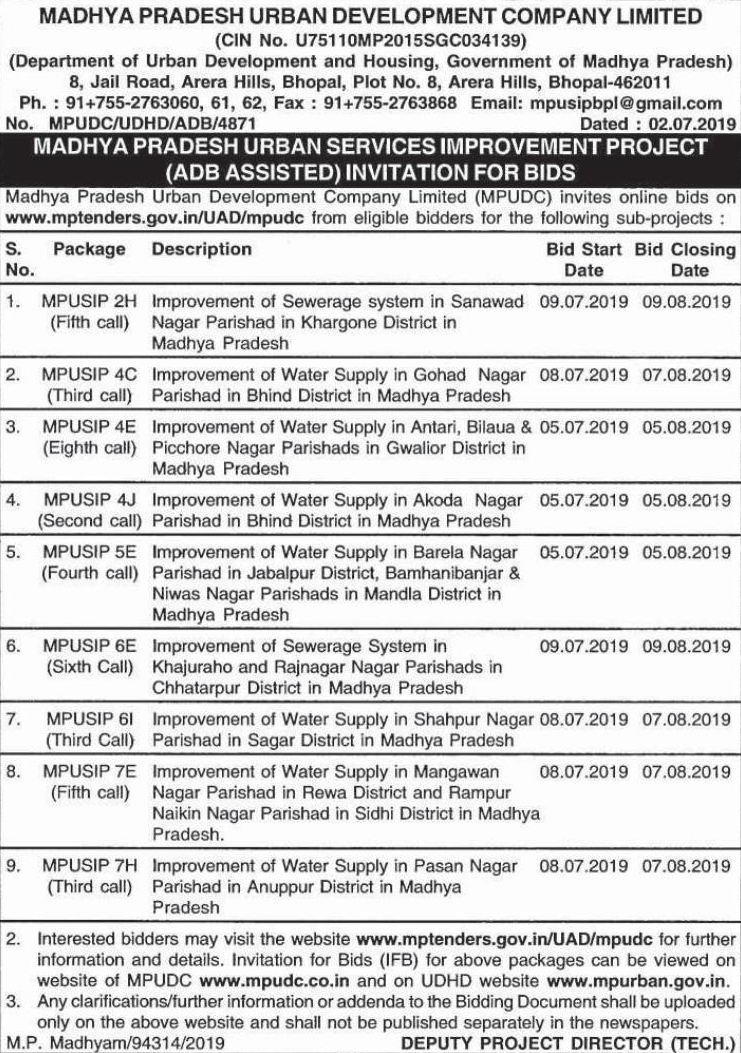 MADHYA PRADESH URBAN DEVELOPMENT COMPANY LIMITED
(CIN No. U75110MP2015SGC034139)
(Department of Urban Development and Housing, Government of Madhya Pradesh)
8, Jail Road, Arera Hills, Bhopal, Plot No. 8, Arera Hills, Bhopal-462011
Ph. : 91+755-2763060, 61, 62, Fax : 91+755-2763868 Email: mpusipbpl@gmail.com
No. MPUDC/UDHD/ADB/4871 Dated : 02.07.2019
MADHYA PRADESH URBAN SERVICES IMPROVEMENT PROJECT
(ADB ASSISTED) INVITATION FOR BIDS
Madhya Pradesh Urban Development Company Limited (MPUDC) invites online bids on
www.mptenders.gov.in/UAD/mpudc from eligible bidders for the following sub-projects :
S. Package Description Bid Start Bid Closing
No. Date Date
1. MPUSIP 2H Improvement of Sewerage system in Sanawad 09.07.2019 09.08.2019
(Fifth call) Nagar Parishad in Khargone District in
Madhya Pradesh
2. MPUSIP 4C Improvement of Water Supply in Gohad Nagar 08.07.2019 07.08.2019
(Third call) Parishad in Bhind District in Madhya Pradesh
3. MPUSIP 4E Improvement of Water Supply in Antari, Bilaua & 05.07.2019 05.08.2019
(Eighth call) Picchore Nagar Parishads in Gwalior District in
Madhya Pradesh
4. MPUSIP 4J Improvement of Water Supply in Akoda Nagar 05.07.2019 05.08.2019
(Second call) Parishad in Bhind District in Madhya Pradesh
5. MPUSIP 5E Improvement of Water Supply in Barela Nagar 05.07.2019 05.08.2019
(Fourth call) Parishad in Jabalpur District, Bamhanibanjar &
Niwas Nagar Parishads in Mandla District in
Madhya Pradesh
6. MPUSIP 6E Improvement of Sewerage System in 09.07.2019 09.08.2019
(Sixth Call) Khajuraho and Rajnagar Nagar Parishads in
Chhatarpur District in Madhya Pradesh
7. MPUSIP 6I Improvement of Water Supply in Shahpur Nagar 08.07.2019 07.08.2019
(Third Call) Parishad in Sagar District in Madhya Pradesh
8. MPUSIP 7E Improvement of Water Supply in Mangawan 08.07.2019 07.08.2019
(Fifth call) Nagar Parishad in Rewa District and Rampur
Naikin Nagar Parishad in Sidhi District in Madhya
Pradesh.
9. MPUSIP 7H Improvement of Water Supply in Pasan Nagar 08.07.2019 07.08.2019
(Third call) Parishad in Anuppur District in Madhya
Pradesh
2. Interested bidders may visit the website www.mptenders.gov.in/UAD/mpudc for further
information and details. Invitation for Bids (IFB) for above packages can be viewed on
website of MPUDC www.mpudc.co.in and on UDHD website www.mpurban.gov.in.
3. Any clarifications/further information or addenda to the Bidding Document shall be uploaded
only on the above website and shall not be published separately in the newspapers.
M.P. Madhyam/94314/2019 DEPUTY PROJECT DIRECTOR (TECH.)